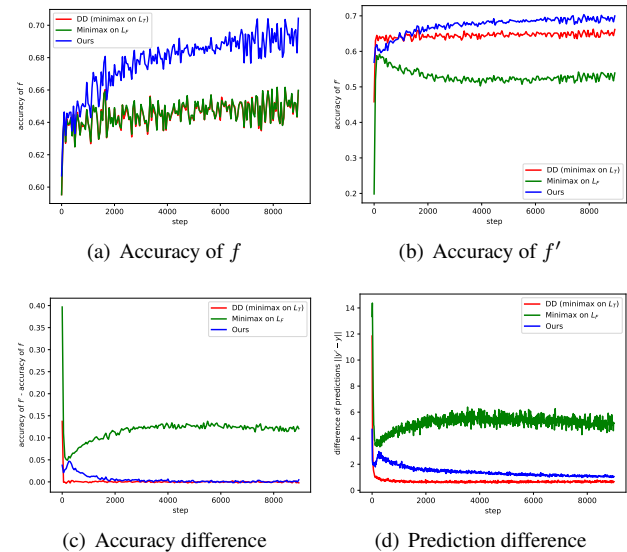 DD (minimax on L_T)
Minimax on L_F
Ours
0.70
0.68
0.66
0.64
0.62
0.60
accuracy of f
0 2000 4000 6000 8000
step
(a) Accuracy of f
0.7
0.6
0.5
0.4
0.3
0.2
accuracy of f'
DD (minimax on L_T)
Minimax on L_F
Ours
0 2000 4000 6000 8000
step
(b) Accuracy of f′
DD (minimax on L_T)
Minimax on L_F
Ours
0.40
0.35
0.30
0.25
0.20
0.15
0.10
0.05
0.00
accuracy of f' - accuracy of f
0 2000 4000 6000 8000
step
(c) Accuracy difference
DD (minimax on L_T)
Minimax on L_F
Ours
14
12
10
8
6
4
2
0
difference of predictions ||y' − y||
0 2000 4000 6000 8000
step
(d) Prediction difference